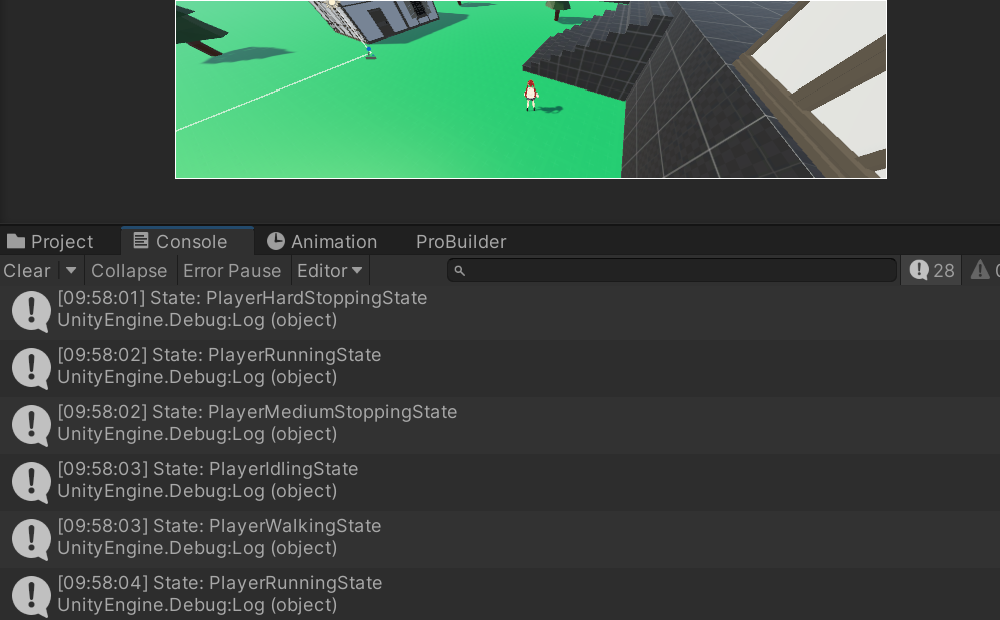 Project Console Animation ProBuilder
Clear Collapse Error Pause Editor 28 0
[09:58:01] State: PlayerHardStoppingState
UnityEngine.Debug:Log (object)
[09:58:02] State: PlayerRunningState
UnityEngine.Debug:Log (object)
[09:58:02] State: PlayerMediumStoppingState
UnityEngine.Debug:Log (object)
[09:58:03] State: PlayerIdlingState
UnityEngine.Debug:Log (object)
[09:58:03] State: PlayerWalkingState
UnityEngine.Debug:Log (object)
[09:58:04] State: PlayerRunningState
UnityEngine.Debug:Log (object)